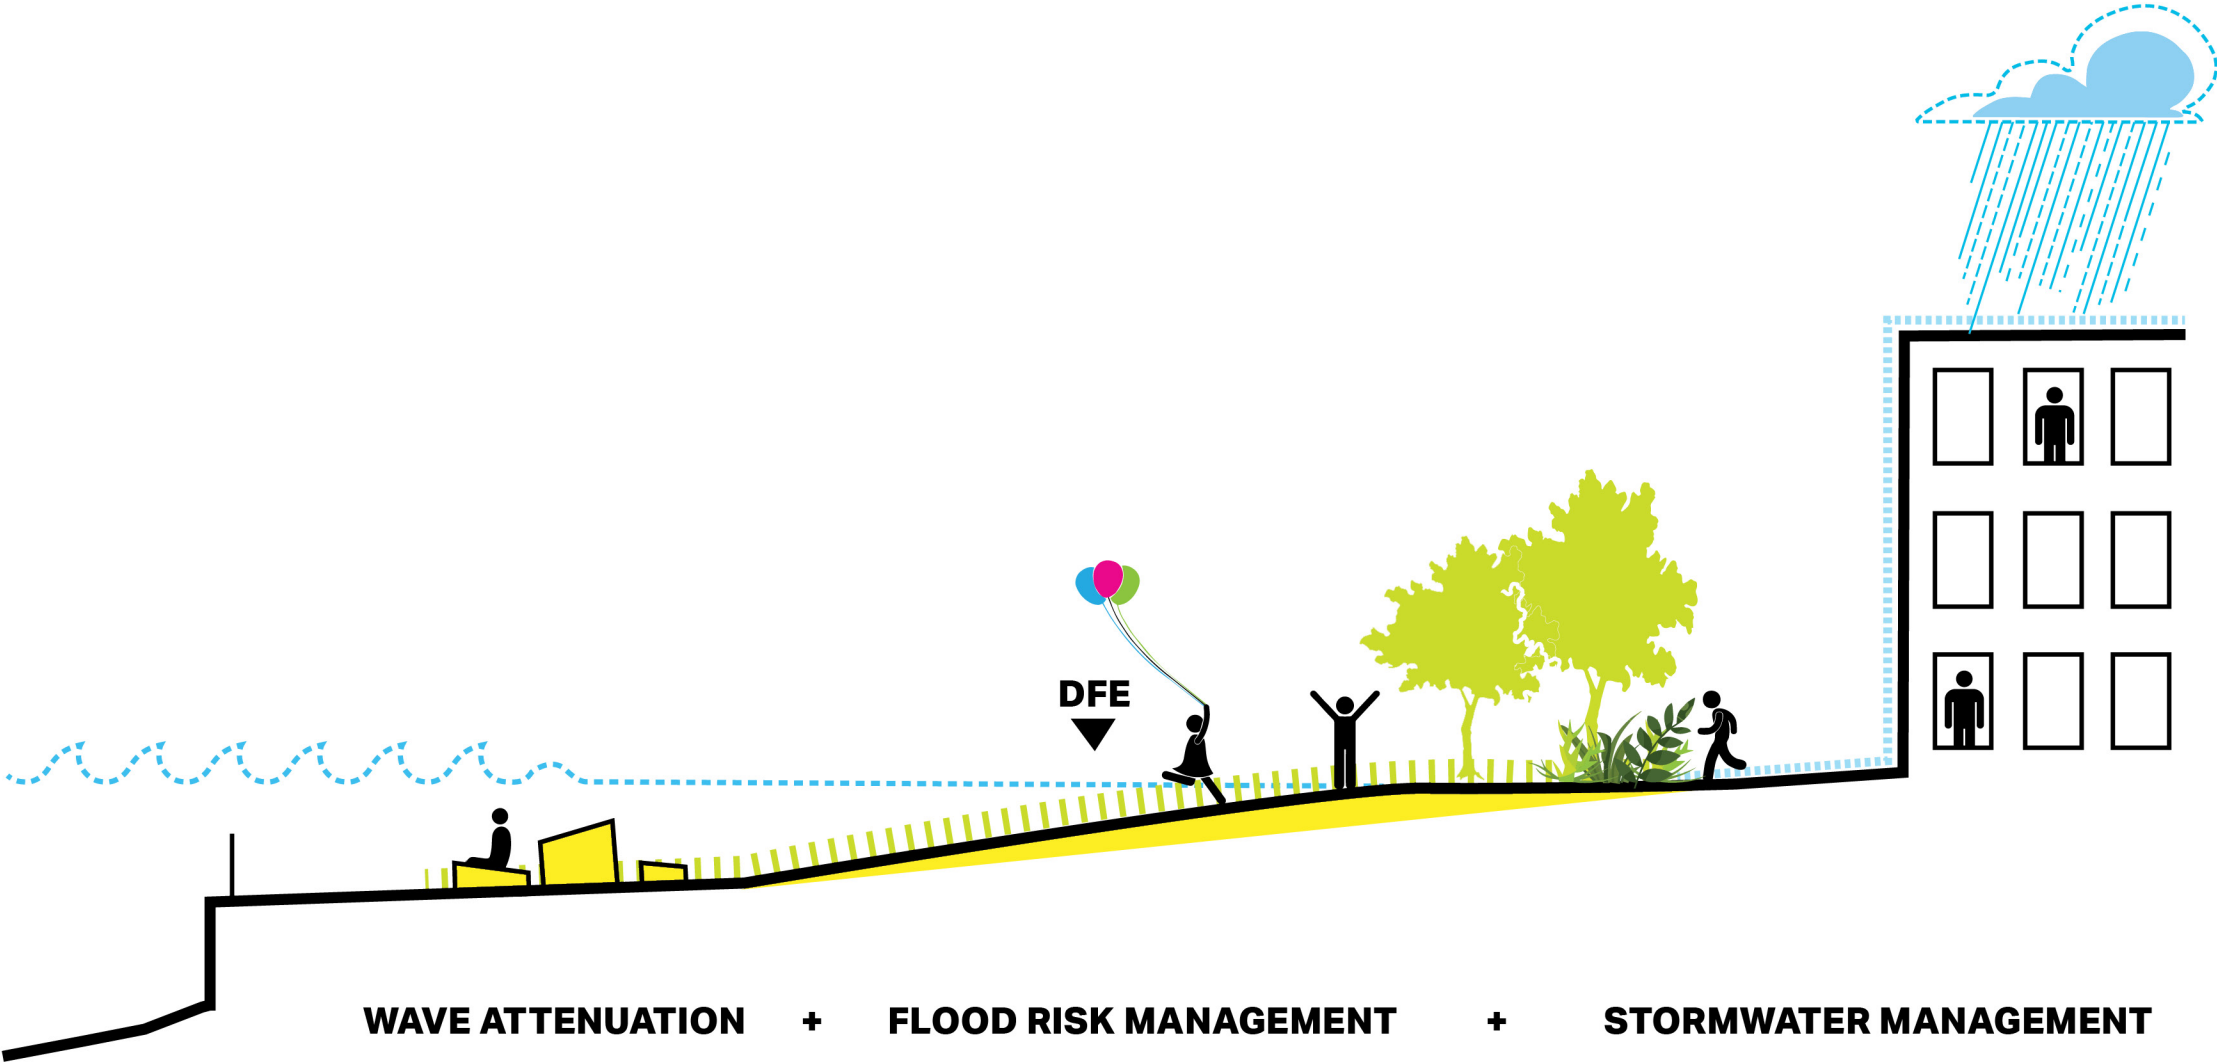 DFE
WAVE ATTENUATION + FLOOD RISK MANAGEMENT + STORMWATER MANAGEMENT